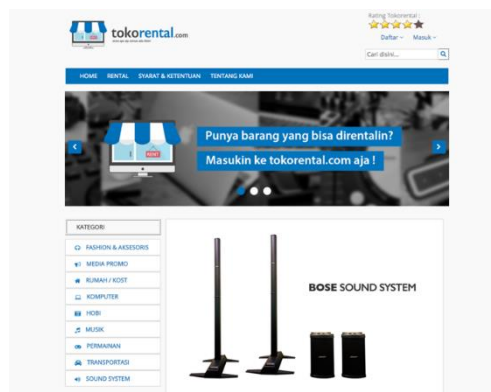 Rating Tokorental :
tokorental.com
Daftar
Masuk
Cari disini...
HOME RENTAL SYARAT & KETENTUAN TENTANG KAMI
Punya barang yang bisa direntalin?
Masukin ke tokorental.com aja !
RENT
KATEGORI
FASHION & AKSESORIS
MEDIA PROMO
RUMAH / KOST
KOMPUTER
HOBI
MUSIK
PERMAINAN
TRANSPORTASI
SOUND SYSTEM
BOSE SOUND SYSTEM